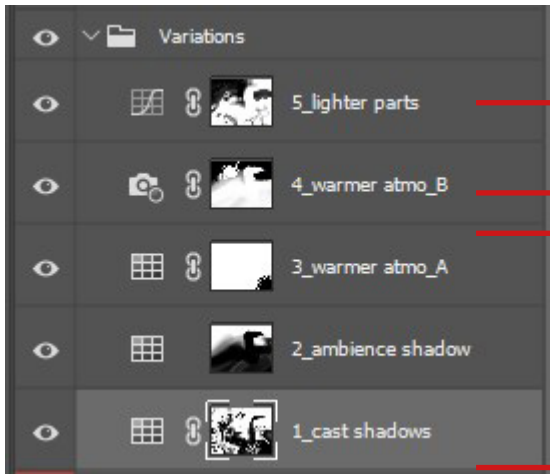 Variations
5_lighter parts
4_warmer atmo_B
3_warmer atmo_A
2_ambience shadow
1_cast shadows